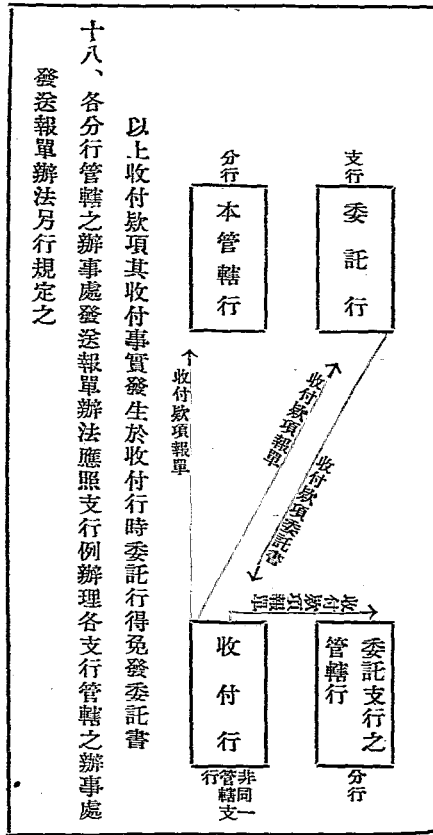 支行
委託行
分行
本管轄行
收付欵項報單
收付欵項委託書
收付欵項報單
收付欵項報單
委託支行之
管轄行
分行
收付行
非同一
管轄支
行
以上收付欵項其收付事實發生於收付行時委託行得免發委託書
十八、各分行管轄之辦事處發送報單辦法應照支行例辦理各支行管轄之辦事處
發送報單辦法另行規定之